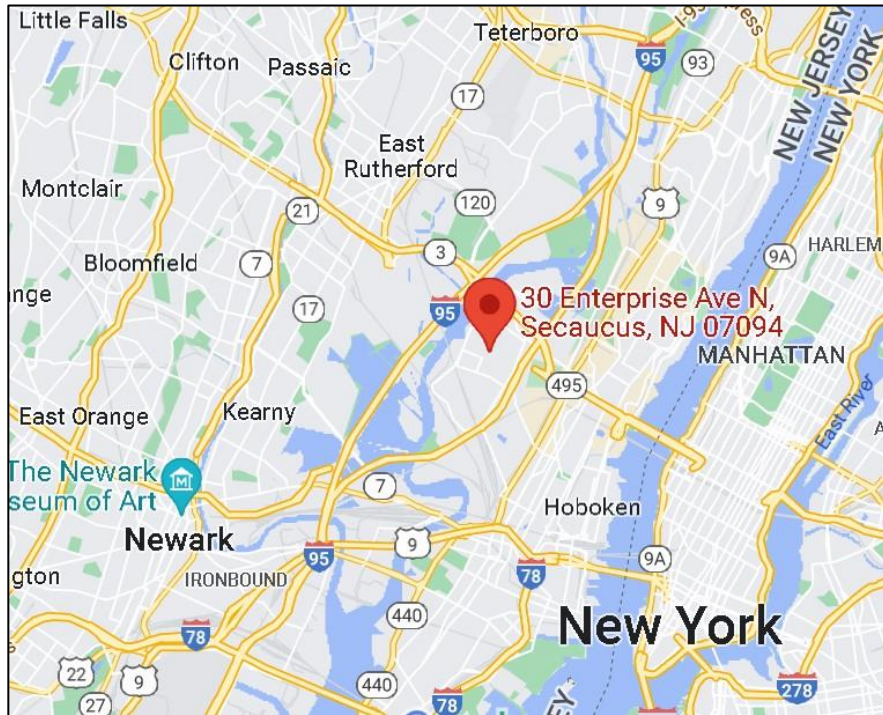 Little Falls
Teterboro
95
93
Clifton
Passaic
17
NEW JERSEY
NEW YORK
East
Rutherford
Montclair
120
9
21
HARLEM
3
7
9A
Bloomfield
17
95
30 Enterprise Ave N,
Secaucus, NJ 07094
MANHATTAN
495
East Orange
Kearny
East River
The Newark
seum of Art
7
Hoboken
Newark
9
95
9A
IRONBOUND
78
440
New York
78
22
9
27
440
78
278